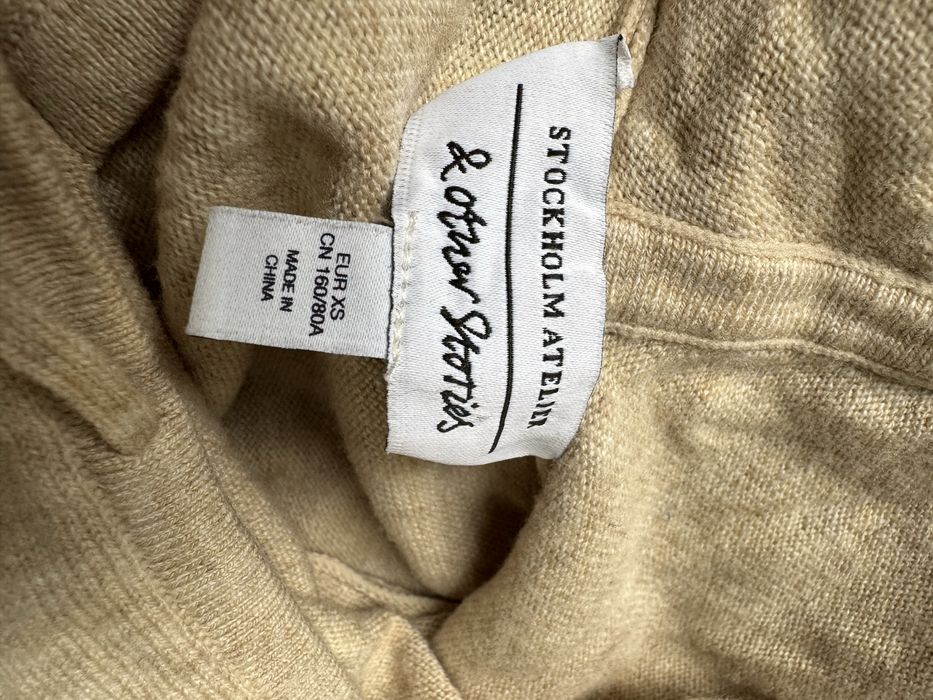 STOCKHOLM ATELIER
& Other Stories
EUR XS
CN 160/80A
MADE IN
CHINA